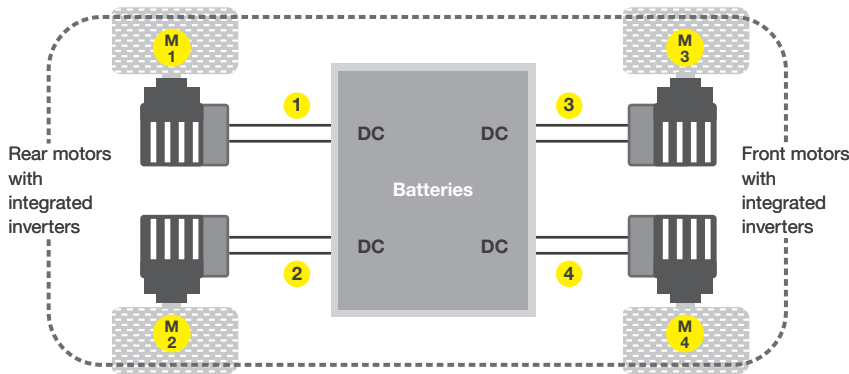 M
1
M
3
1
3
DC
DC
Rear motors
with
integrated
inverters
Batteries
Front motors
with
integrated
inverters
DC
DC
2
4
M
2
M
4